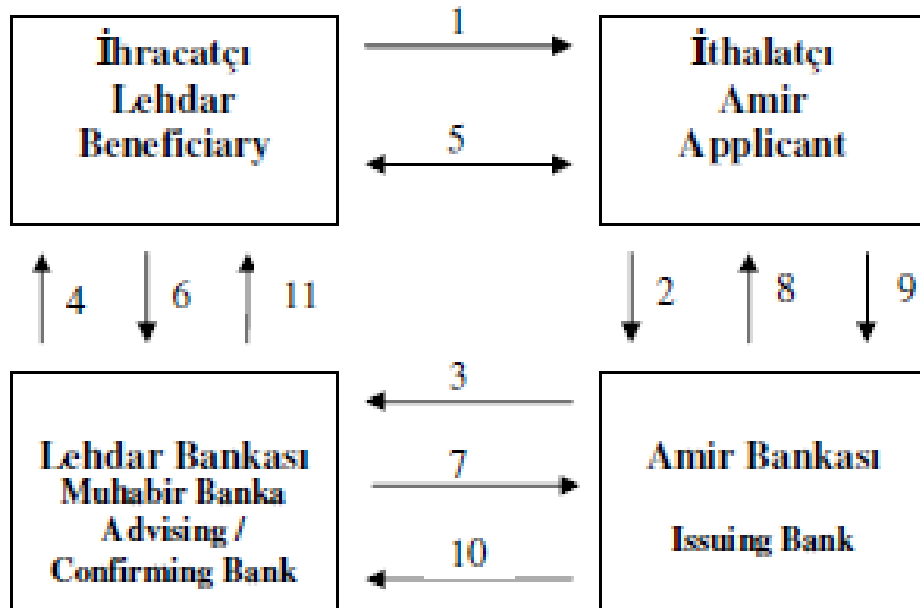 İhracatçı
Lehdar
Beneficiary
1
5
İthalatçı
Amir
Applicant
4
6
11
2
8
9
Lehdar Bankası
Muhabir Banka
Advising /
Confirming Bank
3
7
10
Amir Bankası
Issuing Bank